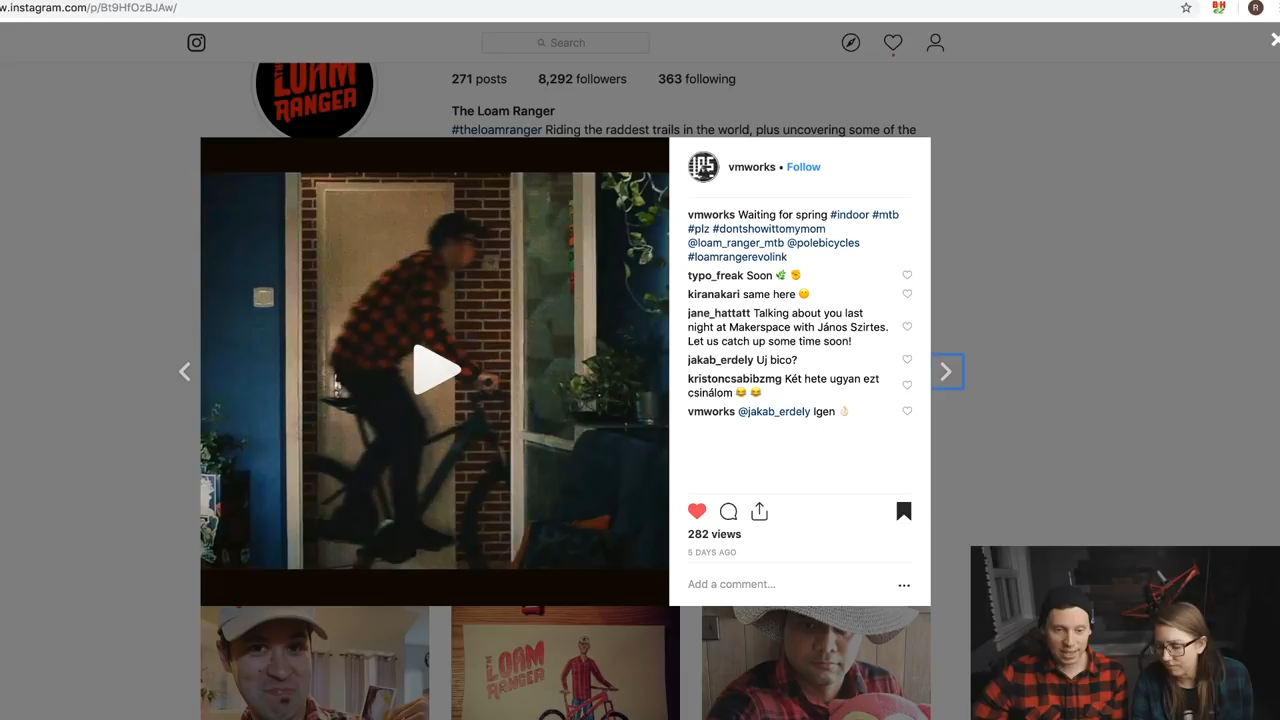 w.instagram.com/p/Bt9HfOzBJAw/
R
Search
271 posts 8,292 followers 363 following
THE
LOAM
RANGER
The Loam Ranger
#theloamranger Riding the raddest trails in the world, plus uncovering some of the
vmworks • Follow
vmworks Waiting for spring #indoor #mtb
#plz #dontshowittomymom
@loam_ranger_mtb @polebicycles
#loamrangerevolink
typo_freak Soon 🌿 ✊
kiranakari same here 😋
jane_hattatt Talking about you last
night at Makerspace with János Szirtes.
Let us catch up some time soon!
jakab_erdely Uj bico?
kristoncsabibzmg Két hete ugyan ezt
csinálom 😂 😂
vmworks @jakab_erdely Igen 👌🏻
282 views
5 DAYS AGO
Add a comment...
THE
LOAM
RANGER